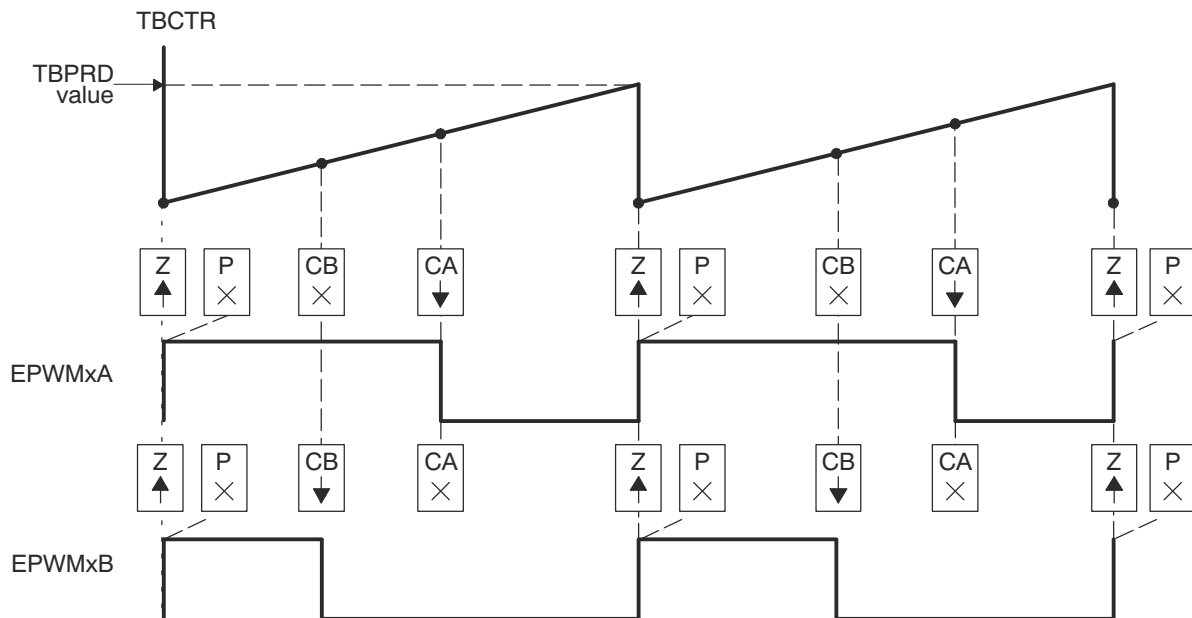 TBCTR
TBPRD
value
Z P CB CA Z P CB CA Z P
EPWMxA
Z P CB CA Z P CB CA Z P
EPWMxB